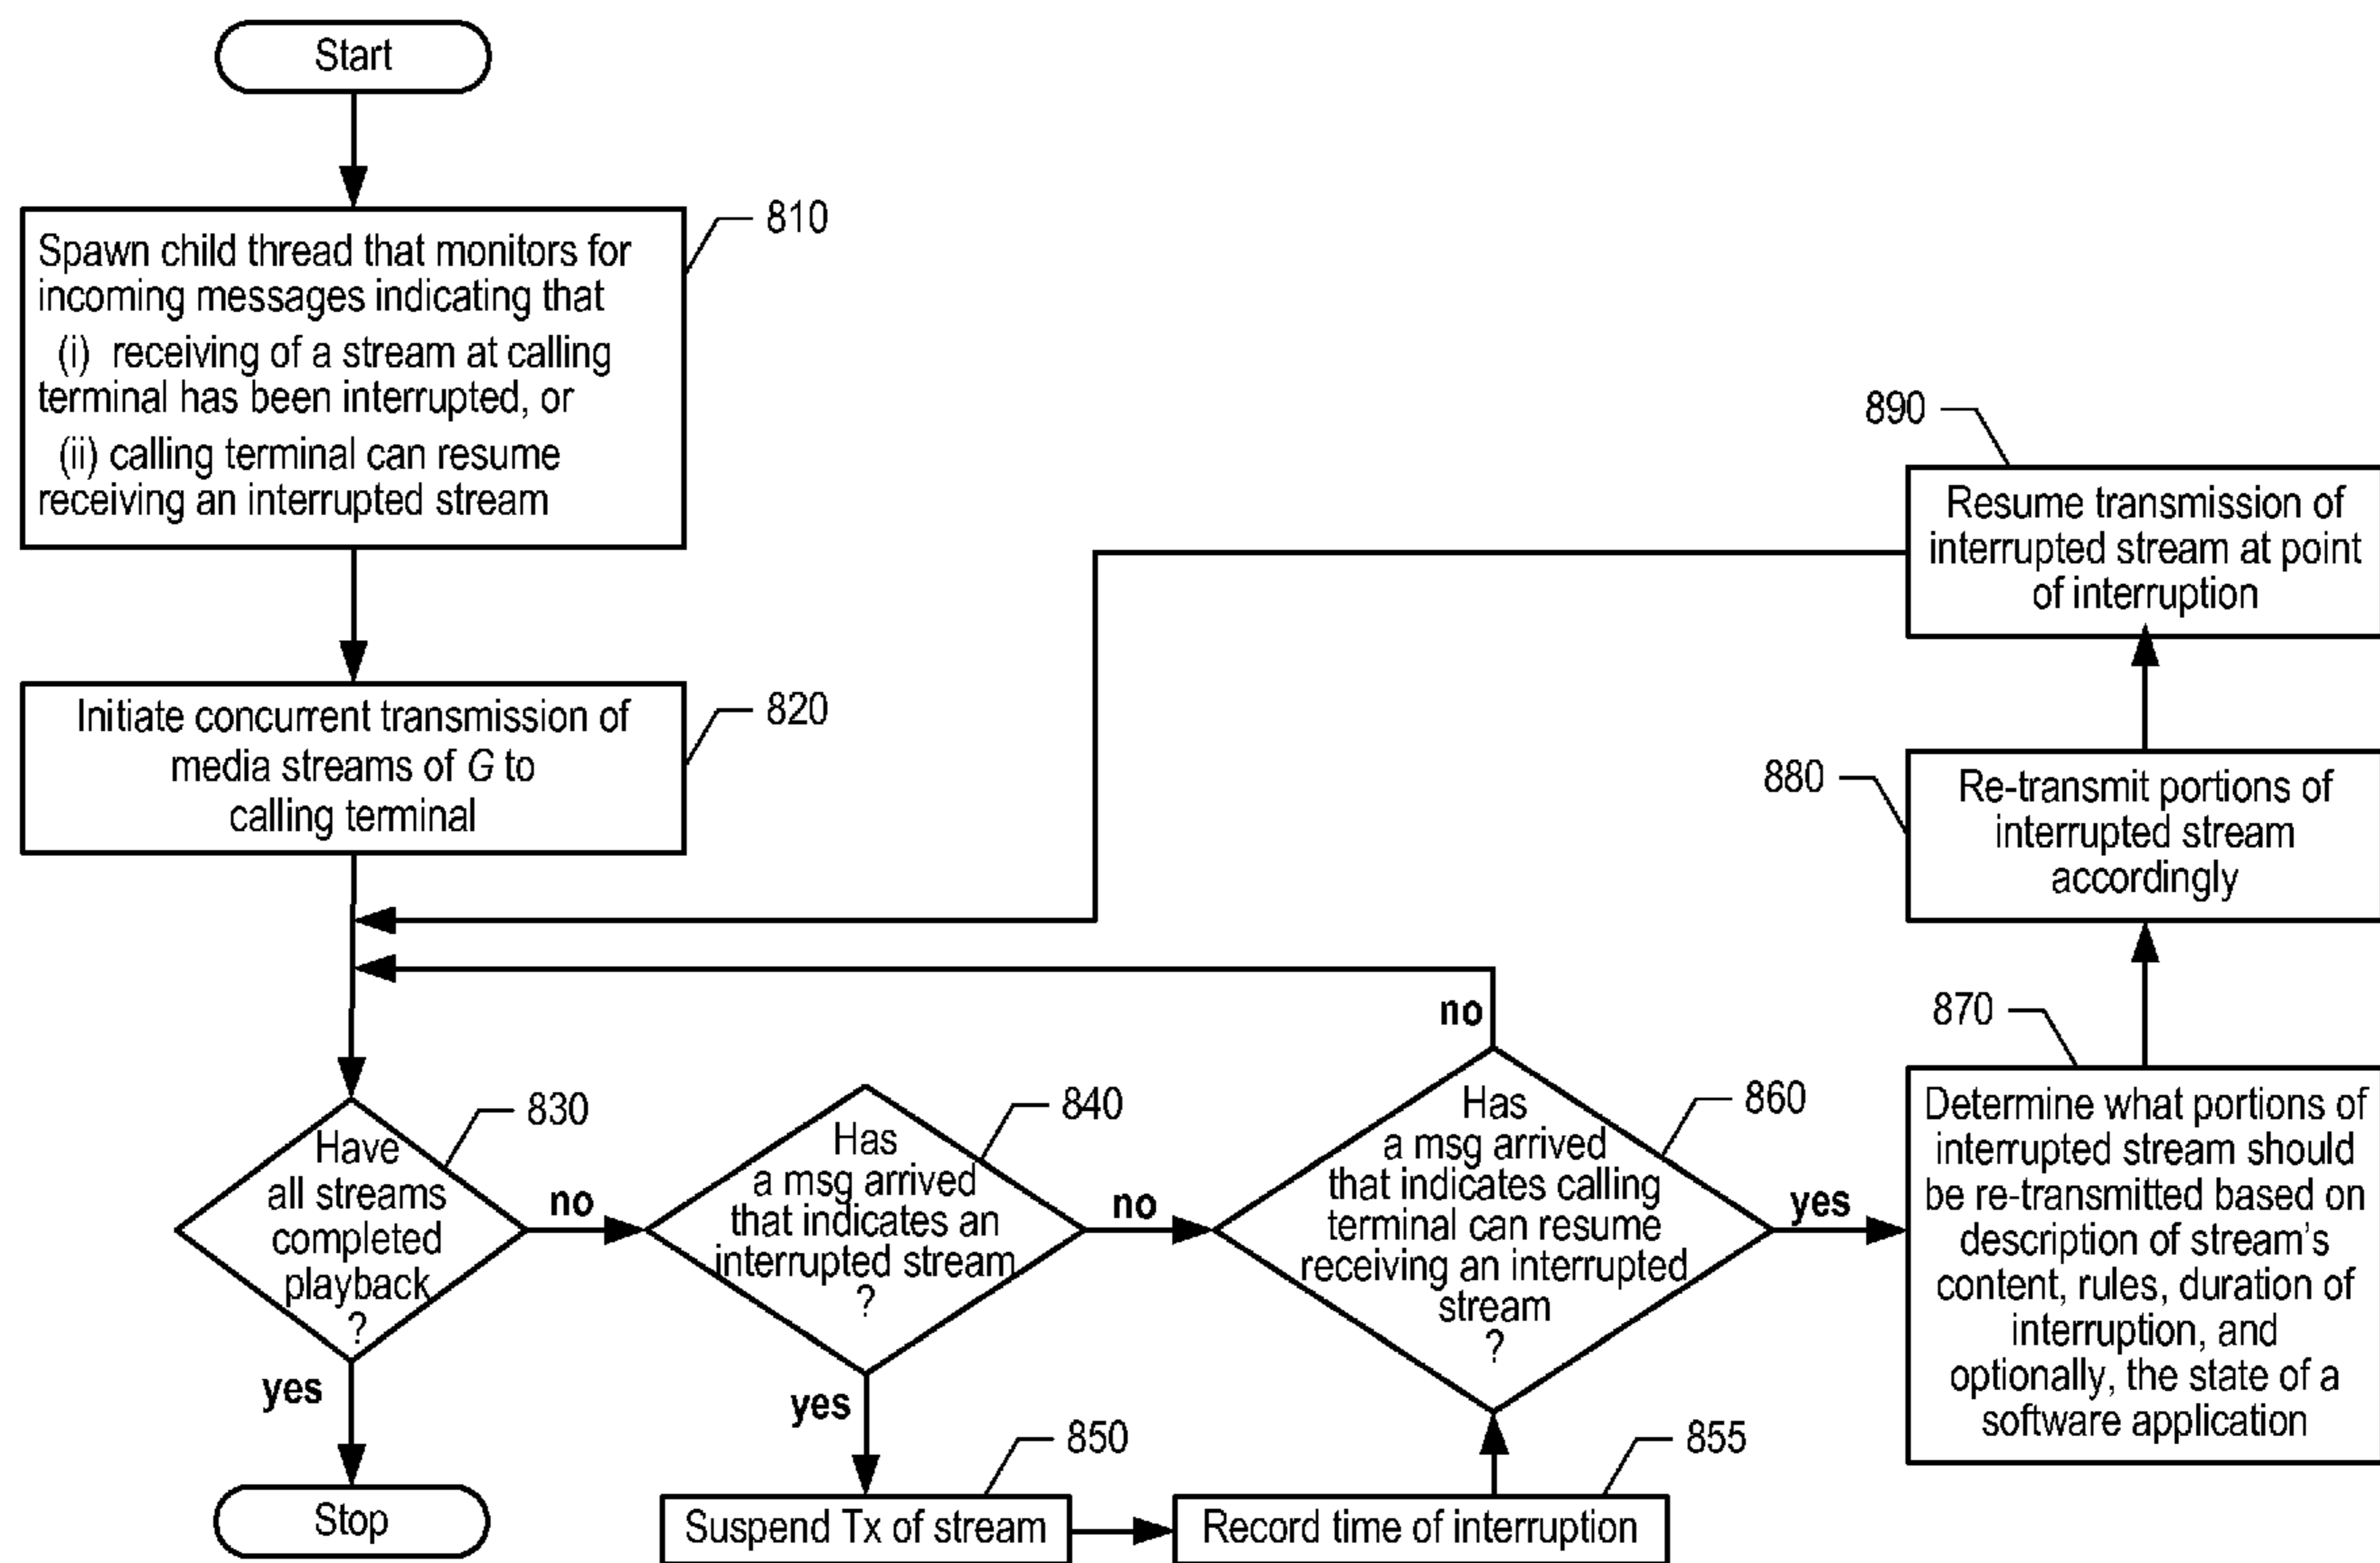 Start
810
Spawn child thread that monitors for
incoming messages indicating that
(i) receiving of a stream at calling
terminal has been interrupted, or
(ii) calling terminal can resume
receiving an interrupted stream
820
Initiate concurrent transmission of
media streams of G to
calling terminal
830
Have
all streams
completed
playback
?
no
yes
Stop
840
Has
a msg arrived
that indicates an
interrupted stream
?
no
yes
850
Suspend Tx of stream
855
Record time of interruption
860
Has
a msg arrived
that indicates calling
terminal can resume
receiving an interrupted
stream
?
no
yes
870
Determine what portions of
interrupted stream should
be re-transmitted based on
description of stream's
content, rules, duration of
interruption, and
optionally, the state of a
software application
880
Re-transmit portions of
interrupted stream
accordingly
890
Resume transmission of
interrupted stream at point
of interruption